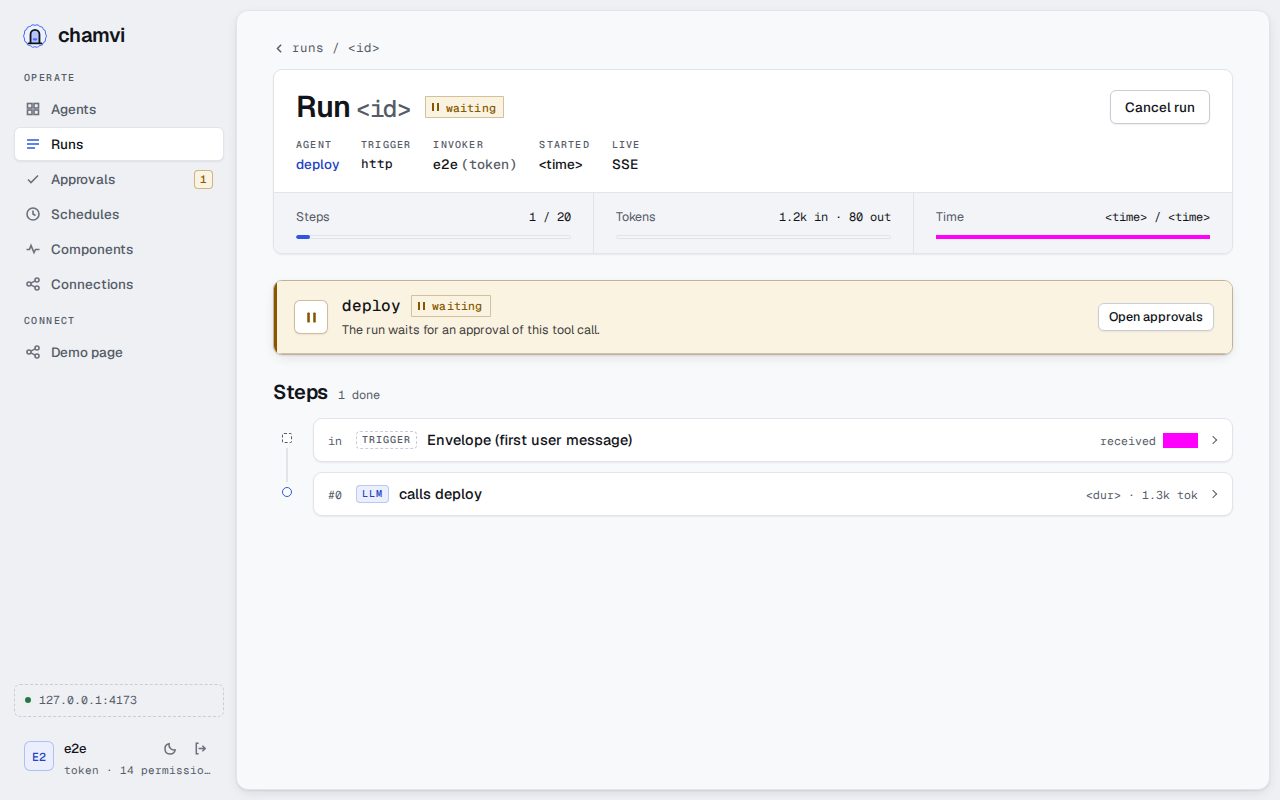 chamvi
OPERATE
Agents
Runs
Approvals 1
Schedules
Components
Connections
CONNECT
Demo page
127.0.0.1:4173
E2 e2e
token · 14 permissio…
runs / <id>
Run <id> waiting
Cancel run
AGENT TRIGGER INVOKER STARTED LIVE
deploy http e2e (token) <time> SSE
Steps 1 / 20
Tokens 1.2k in · 80 out
Time <time> / <time>
deploy waiting
The run waits for an approval of this tool call.
Open approvals
Steps 1 done
in TRIGGER Envelope (first user message) received
#0 LLM calls deploy <dur> · 1.3k tok